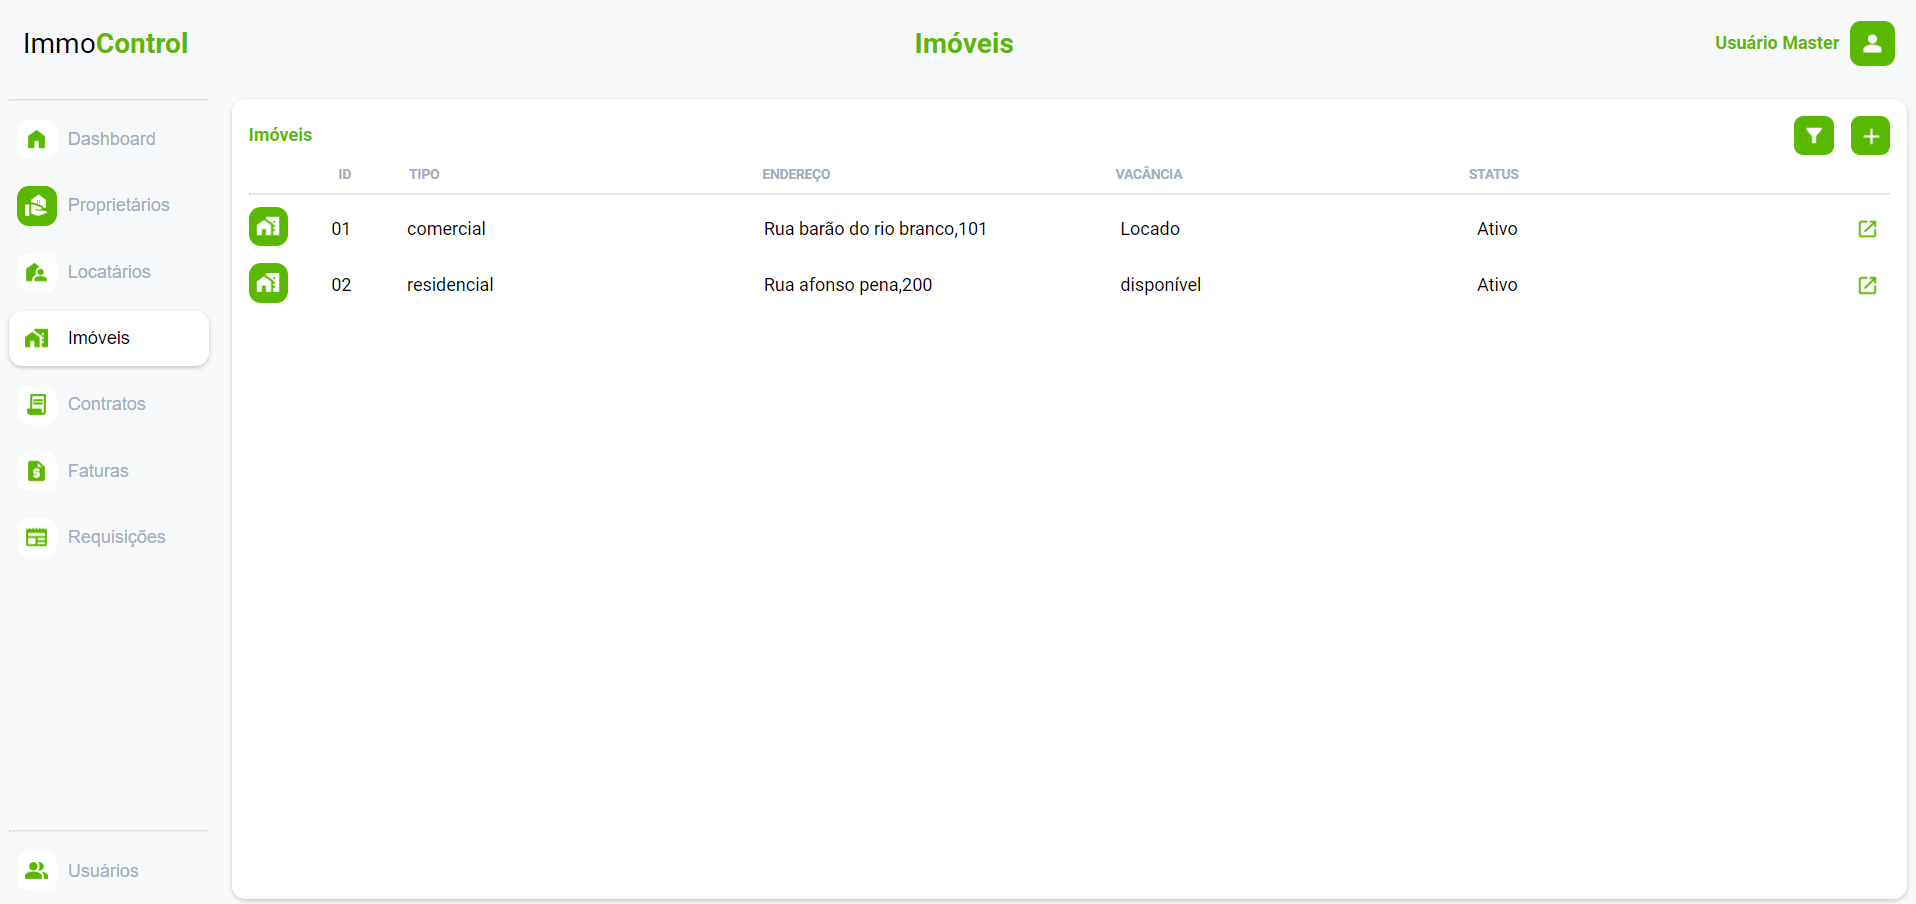 ImmoControl
Imóveis
Usuário Master
Dashboard
Proprietários
Locatários
Imóveis
Contratos
Faturas
Requisições
Usuários
Imóveis
ID TIPO ENDEREÇO VACÂNCIA STATUS
01 comercial Rua barão do rio branco,101 Locado Ativo
02 residencial Rua afonso pena,200 disponível Ativo